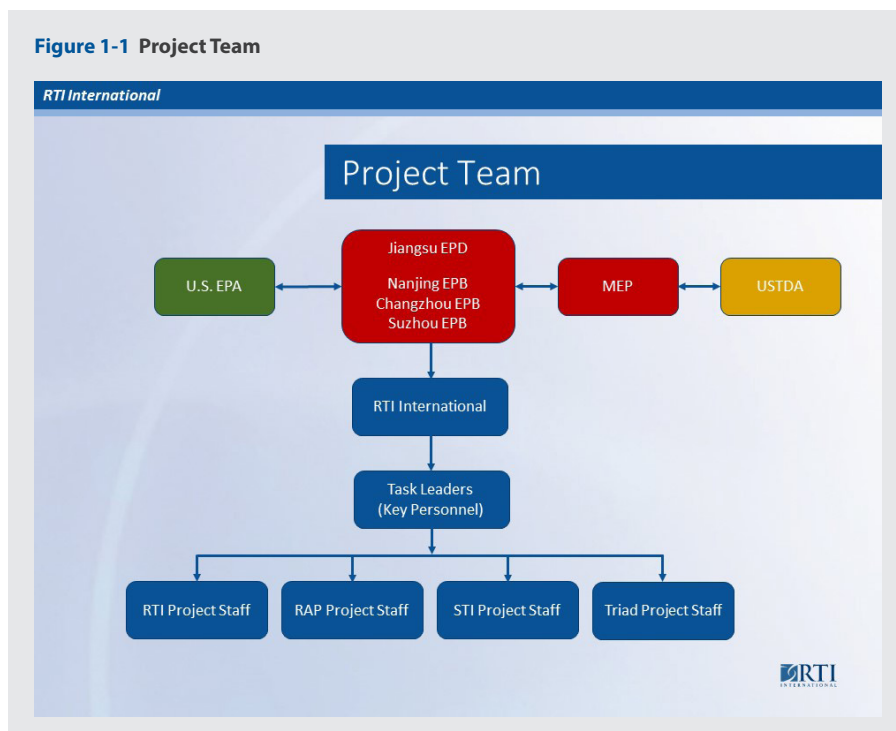 Figure 1-1 Project Team
RTI International
Project Team
Jiangsu EPD
Nanjing EPB
Changzhou EPB
Suzhou EPB
U.S. EPA
MEP
USTDA
RTI International
Task Leaders
(Key Personnel)
RTI Project Staff
RAP Project Staff
STI Project Staff
Triad Project Staff
RTI
INTERNATIONAL